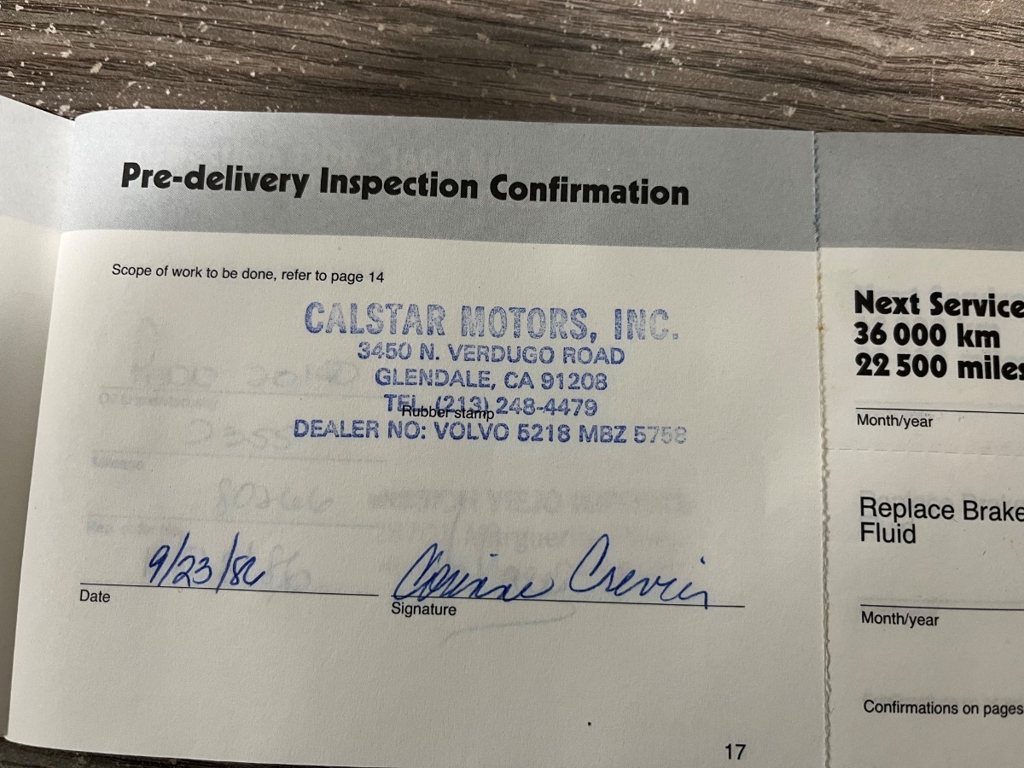 Pre-delivery Inspection Confirmation
Scope of work to be done, refer to page 14
CALSTAR MOTORS, INC.
3450 N. VERDUGO ROAD
GLENDALE, CA 91208
TEL. (213) 248-4479
Rubber stamp
DEALER NO: VOLVO 5218 MBZ 5758
9/23/86
Date
Corinne Crevier
Signature
17
Next Service
36 000 km
22 500 miles
Month/year
Replace Brake
Fluid
Month/year
Confirmations on pages